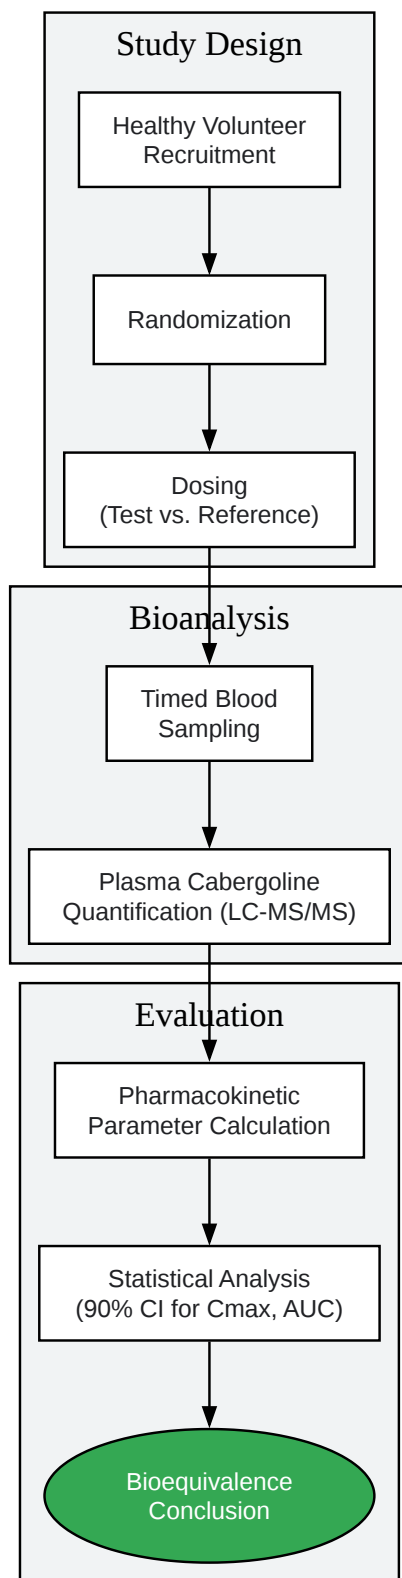 Study Design
Healthy Volunteer
Recruitment
Randomization
Dosing
(Test vs. Reference)
Bioanalysis
Timed Blood
Sampling
Plasma Cabergoline
Quantification (LC-MS/MS)
Evaluation
Pharmacokinetic
Parameter Calculation
Statistical Analysis
(90% CI for Cmax, AUC)
Bioequivalence
Conclusion